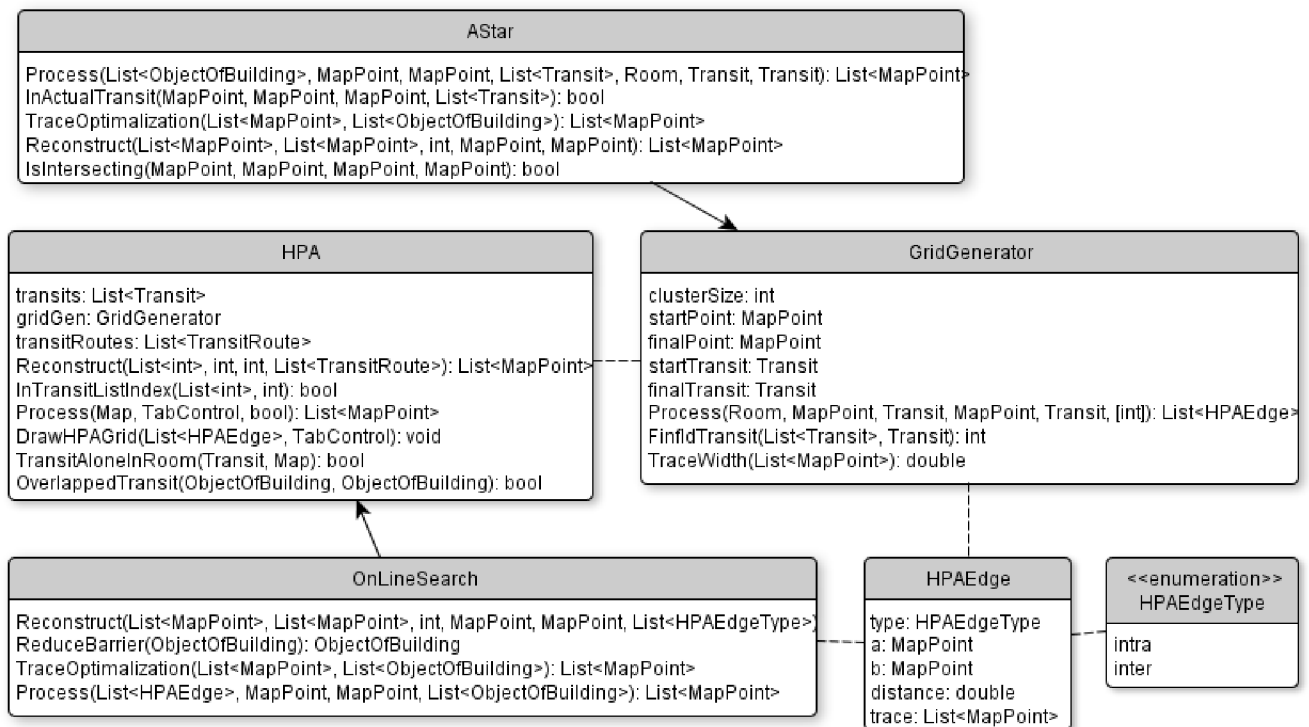 AStar
Process(List<ObjectOfBuilding>, MapPoint, MapPoint, List<Transit>, Room, Transit, Transit): List<MapPoint>
InActualTransit(MapPoint, MapPoint, MapPoint, List<Transit>): bool
TraceOptimalization(List<MapPoint>, List<ObjectOfBuilding>): List<MapPoint>
Reconstruct(List<MapPoint>, List<MapPoint>, int, MapPoint, MapPoint): List<MapPoint>
IsIntersecting(MapPoint, MapPoint, MapPoint, MapPoint): bool
HPA
transits: List<Transit>
gridGen: GridGenerator
transitRoutes: List<TransitRoute>
Reconstruct(List<int>, int, int, List<TransitRoute>): List<MapPoint>
InTransitListIndex(List<int>, int): bool
Process(Map, TabControl, bool): List<MapPoint>
DrawHPAGrid(List<HPAEdge>, TabControl): void
TransitAloneInRoom(Transit, Map): bool
OverlappedTransit(ObjectOfBuilding, ObjectOfBuilding): bool
GridGenerator
clusterSize: int
startPoint: MapPoint
finalPoint: MapPoint
startTransit: Transit
finalTransit: Transit
Process(Room, MapPoint, Transit, MapPoint, Transit, [int]): List<HPAEdge>
FinfIdTransit(List<Transit>, Transit): int
TraceWidth(List<MapPoint>): double
OnLineSearch
Reconstruct(List<MapPoint>, List<MapPoint>, int, MapPoint, MapPoint, List<HPAEdgeType>)
ReduceBarrier(ObjectOfBuilding): ObjectOfBuilding
TraceOptimalization(List<MapPoint>, List<ObjectOfBuilding>): List<MapPoint>
Process(List<HPAEdge>, MapPoint, MapPoint, List<ObjectOfBuilding>): List<MapPoint>
HPAEdge
type: HPAEdgeType
a: MapPoint
b: MapPoint
distance: double
trace: List<MapPoint>
<<enumeration>>
HPAEdgeType
intra
inter